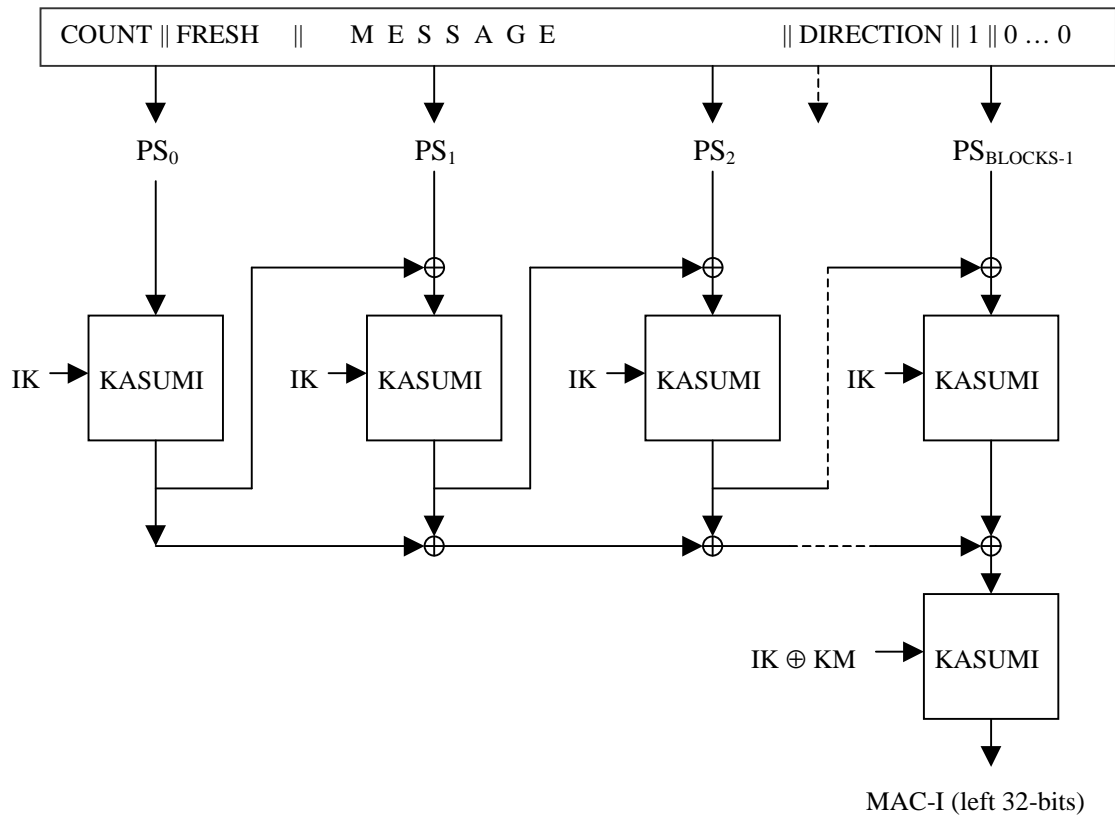 COUNT || FRESH || M E S S A G E || DIRECTION || 1 || 0 … 0
PS₀ PS₁ PS₂ PS_BLOCKS-1
IK KASUMI IK KASUMI IK KASUMI IK KASUMI
IK ⊕ KM KASUMI
MAC-I (left 32-bits)